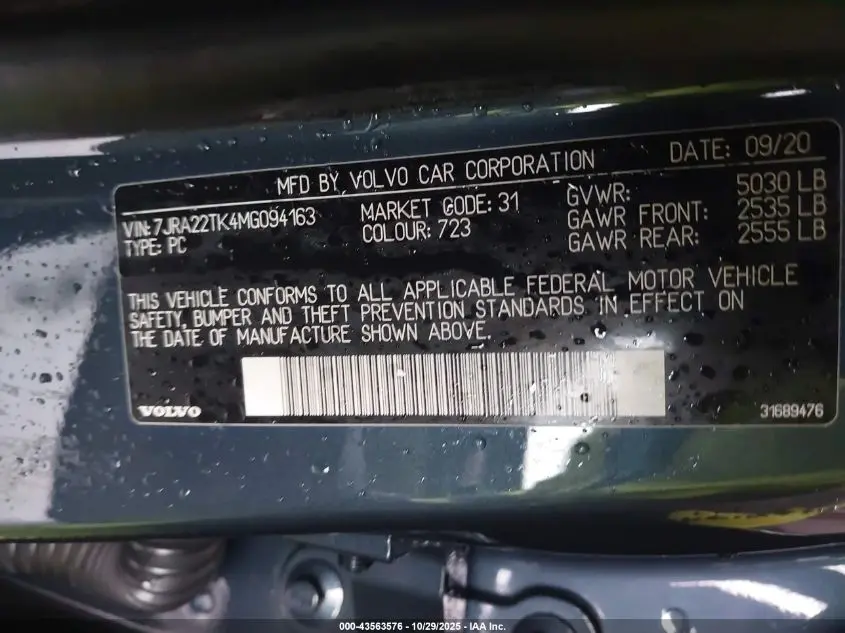 MFD BY VOLVO CAR CORPORATION DATE: 09/20
VIN: 7JRA22TK4MG094163 MARKET CODE: 31 GVWR: 5030 LB
TYPE: PC COLOUR: 723 GAWR FRONT: 2535 LB
GAWR REAR: 2555 LB
THIS VEHICLE CONFORMS TO ALL APPLICABLE FEDERAL MOTOR VEHICLE
SAFETY, BUMPER AND THEFT PREVENTION STANDARDS IN EFFECT ON
THE DATE OF MANUFACTURE SHOWN ABOVE.
VOLVO 31689476
000-43563576 - 10/29/2025 - IAA Inc.